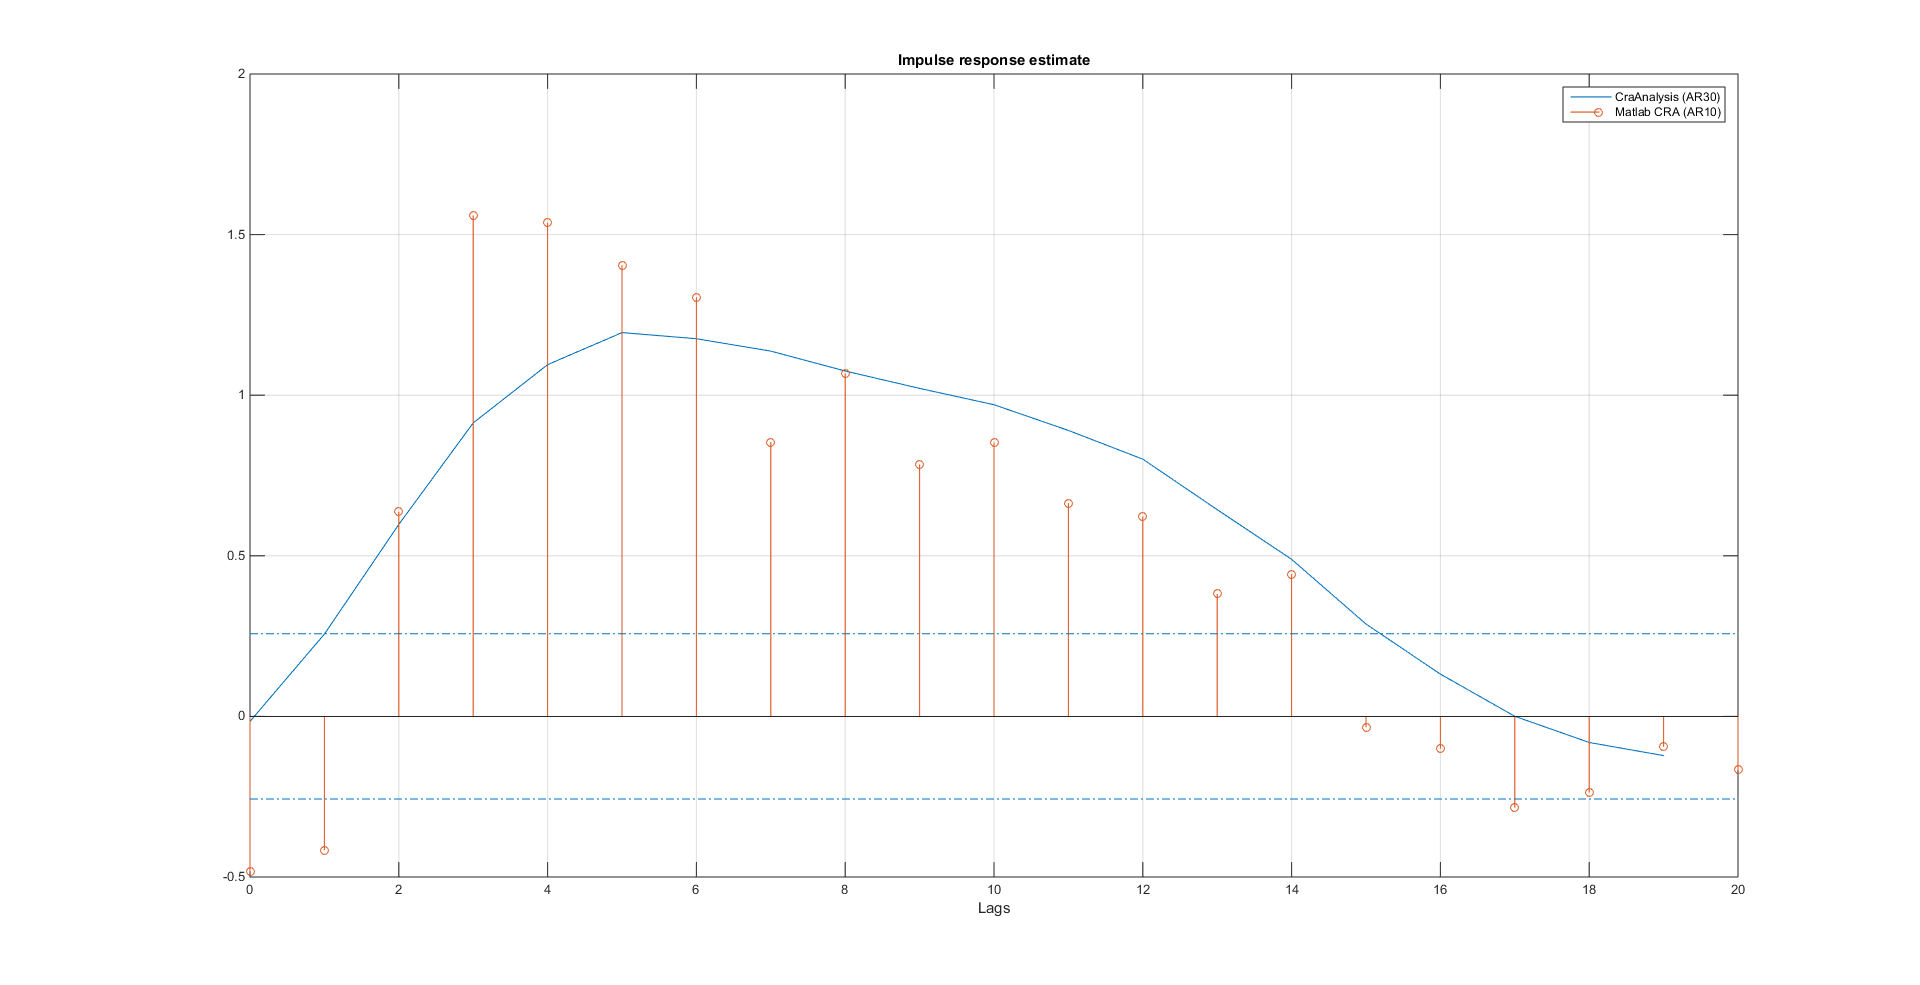 Impulse response estimate
CraAnalysis (AR30)
Matlab CRA (AR10)
2
1.5
1
0.5
0
-0.5
0 2 4 6 8 10 12 14 16 18 20
Lags